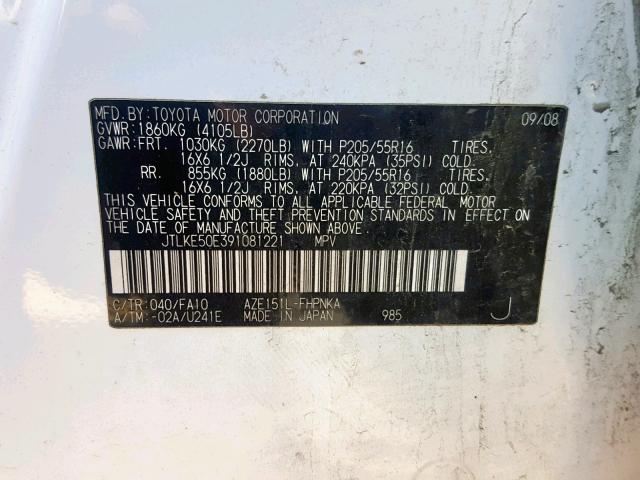 MFD. BY: TOYOTA MOTOR CORPORATION 09/08
GVWR: 1860KG (4105LB)
GAWR: FRT. 1030KG (2270LB) WITH P205/55R16 TIRES.
16X6 1/2J RIMS, AT 240KPA (35PSI) COLD.
RR. 855KG (1880LB) WITH P205/55R16 TIRES.
16X6 1/2J RIMS, AT 220KPA (32PSI) COLD.
THIS VEHICLE CONFORMS TO ALL APPLICABLE FEDERAL MOTOR
VEHICLE SAFETY AND THEFT PREVENTION STANDARDS IN EFFECT ON
THE DATE OF MANUFACTURE SHOWN ABOVE.
JTLKE50E391081221 MPV
C/TR: 040/FA10 AZE151L-FHPNKA
A/TM: -02A/U241E MADE IN JAPAN 985 J